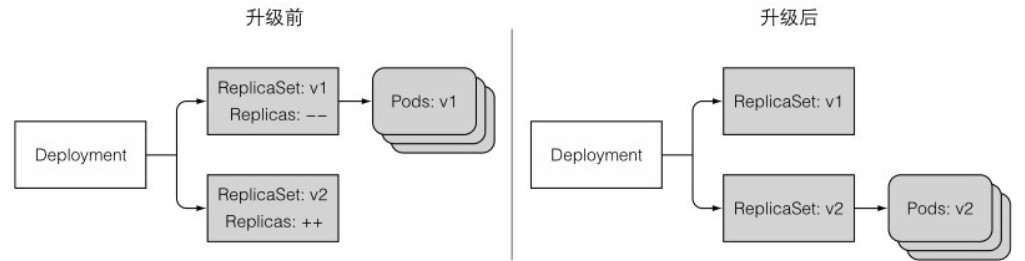 升级前
ReplicaSet: v1
Replicas: --
Pods: v1
Deployment
ReplicaSet: v2
Replicas: ++
升级后
ReplicaSet: v1
Deployment
ReplicaSet: v2
Pods: v2